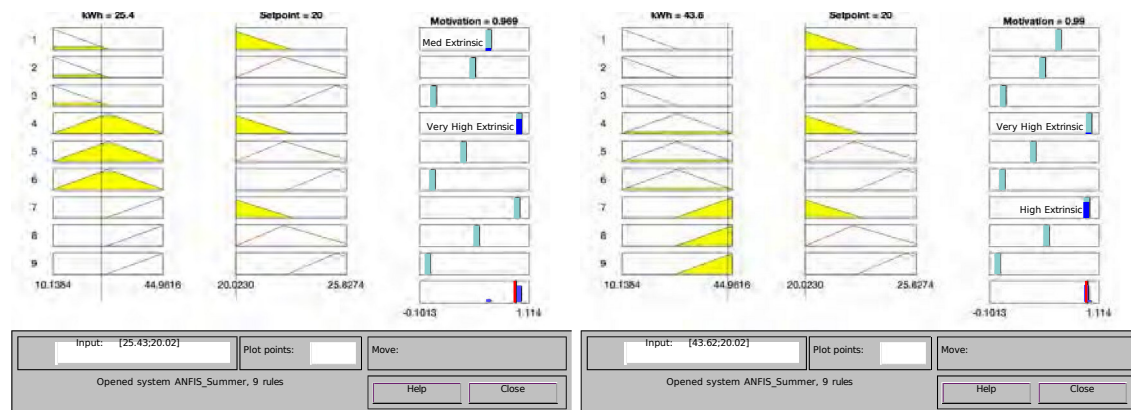 kWh = 25.4
Setpoint = 20
Motivation = 0.969
1
Med Extrinsic
2
3
4
Very High Extrinsic
5
6
7
8
9
10.1384
44.9616
20.0230
25.6274
-0.1013
1.114
Input: [25.43;20.02]
Plot points:
Move:
Opened system ANFIS_Summer, 9 rules
Help
Close
kWh = 43.6
Setpoint = 20
Motivation = 0.99
1
2
3
4
Very High Extrinsic
5
6
7
High Extrinsic
8
9
10.1384
44.9616
20.0230
25.6274
-0.1013
1.114
Input: [43.62;20.02]
Plot points:
Move:
Opened system ANFIS_Summer, 9 rules
Help
Close